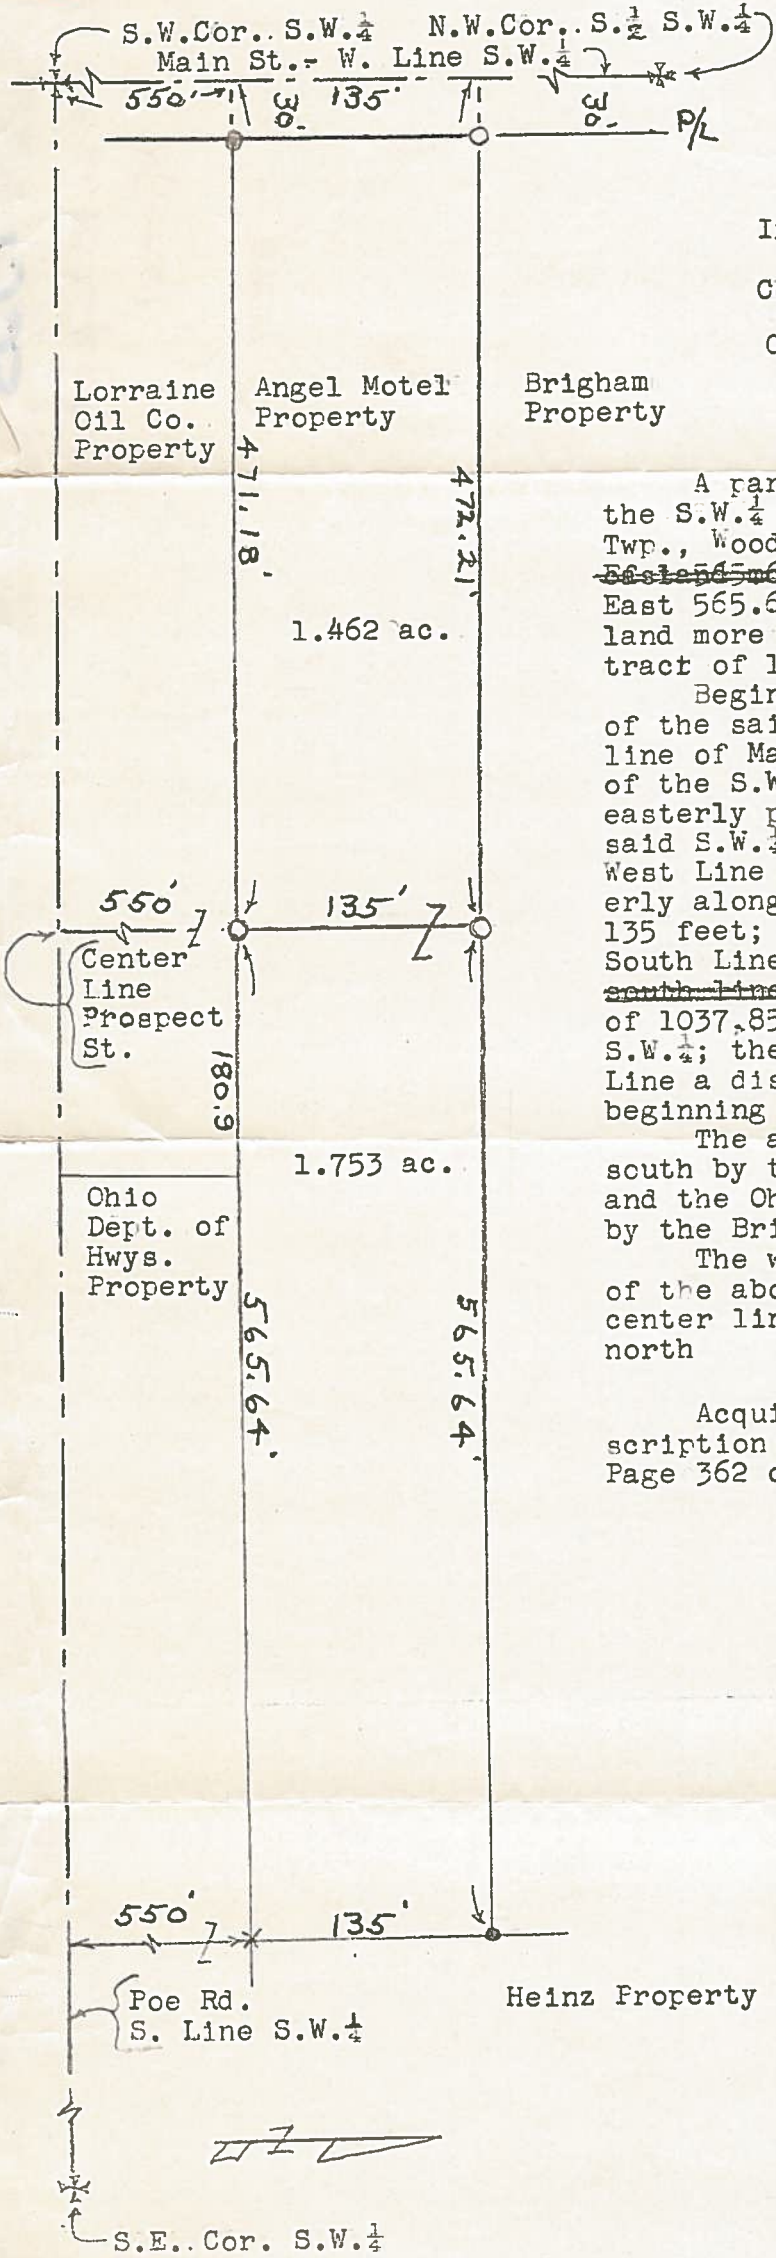 S.W.Cor.. S.W.¼ N.W.Cor.. S.½ S.W.¼
Main St.- W. Line S.W.¼
550' 30' 135' 30'
P/L
Lorraine
Oil Co.
Property
Angel Motel
Property
Brigham
Property
471.18'
472.21'
1.462 ac.
A par
the S.W.¼
Twp., Wood
East 565.6
land more
tract of l
Begin
of the sai
line of Ma
of the S.W
easterly p
said S.W.¼
West Line
erly along
135 feet;
South Line
south line
of 1037.85
S.W.¼; the
Line a dis
beginning
The a
south by t
and the Oh
by the Bri
The w
of the abo
center lin
north
Acqui
scription
Page 362 o
550' 135'
Center
Line
Prospect
St.
180.9
1.753 ac.
Ohio
Dept. of
Hwys.
Property
565.64'
565.64'
550' 135'
Poe Rd.
S. Line S.W.¼
Heinz Property
Z
S.E.. Cor. S.W.¼